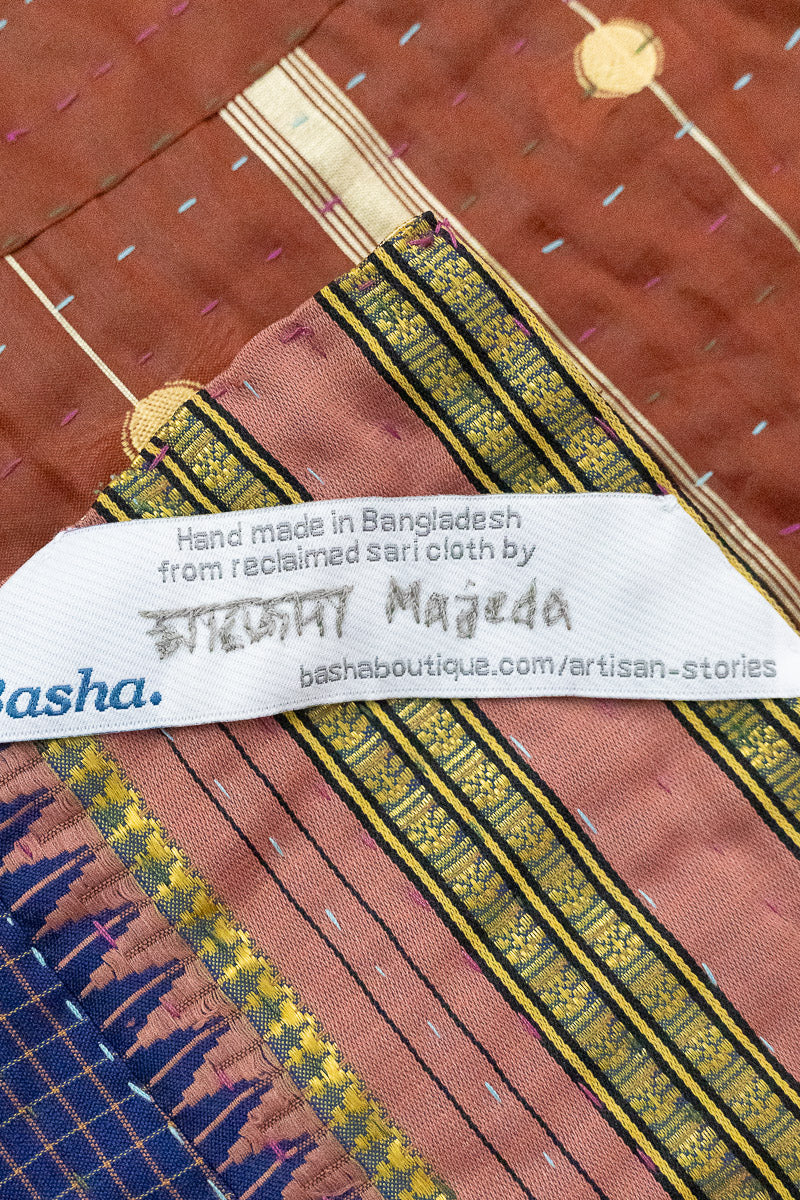 Hand made in Bangladesh
from reclaimed sari cloth by
মাজেদা Majeda
bashaboutique.com/artisan-stories
Basha.